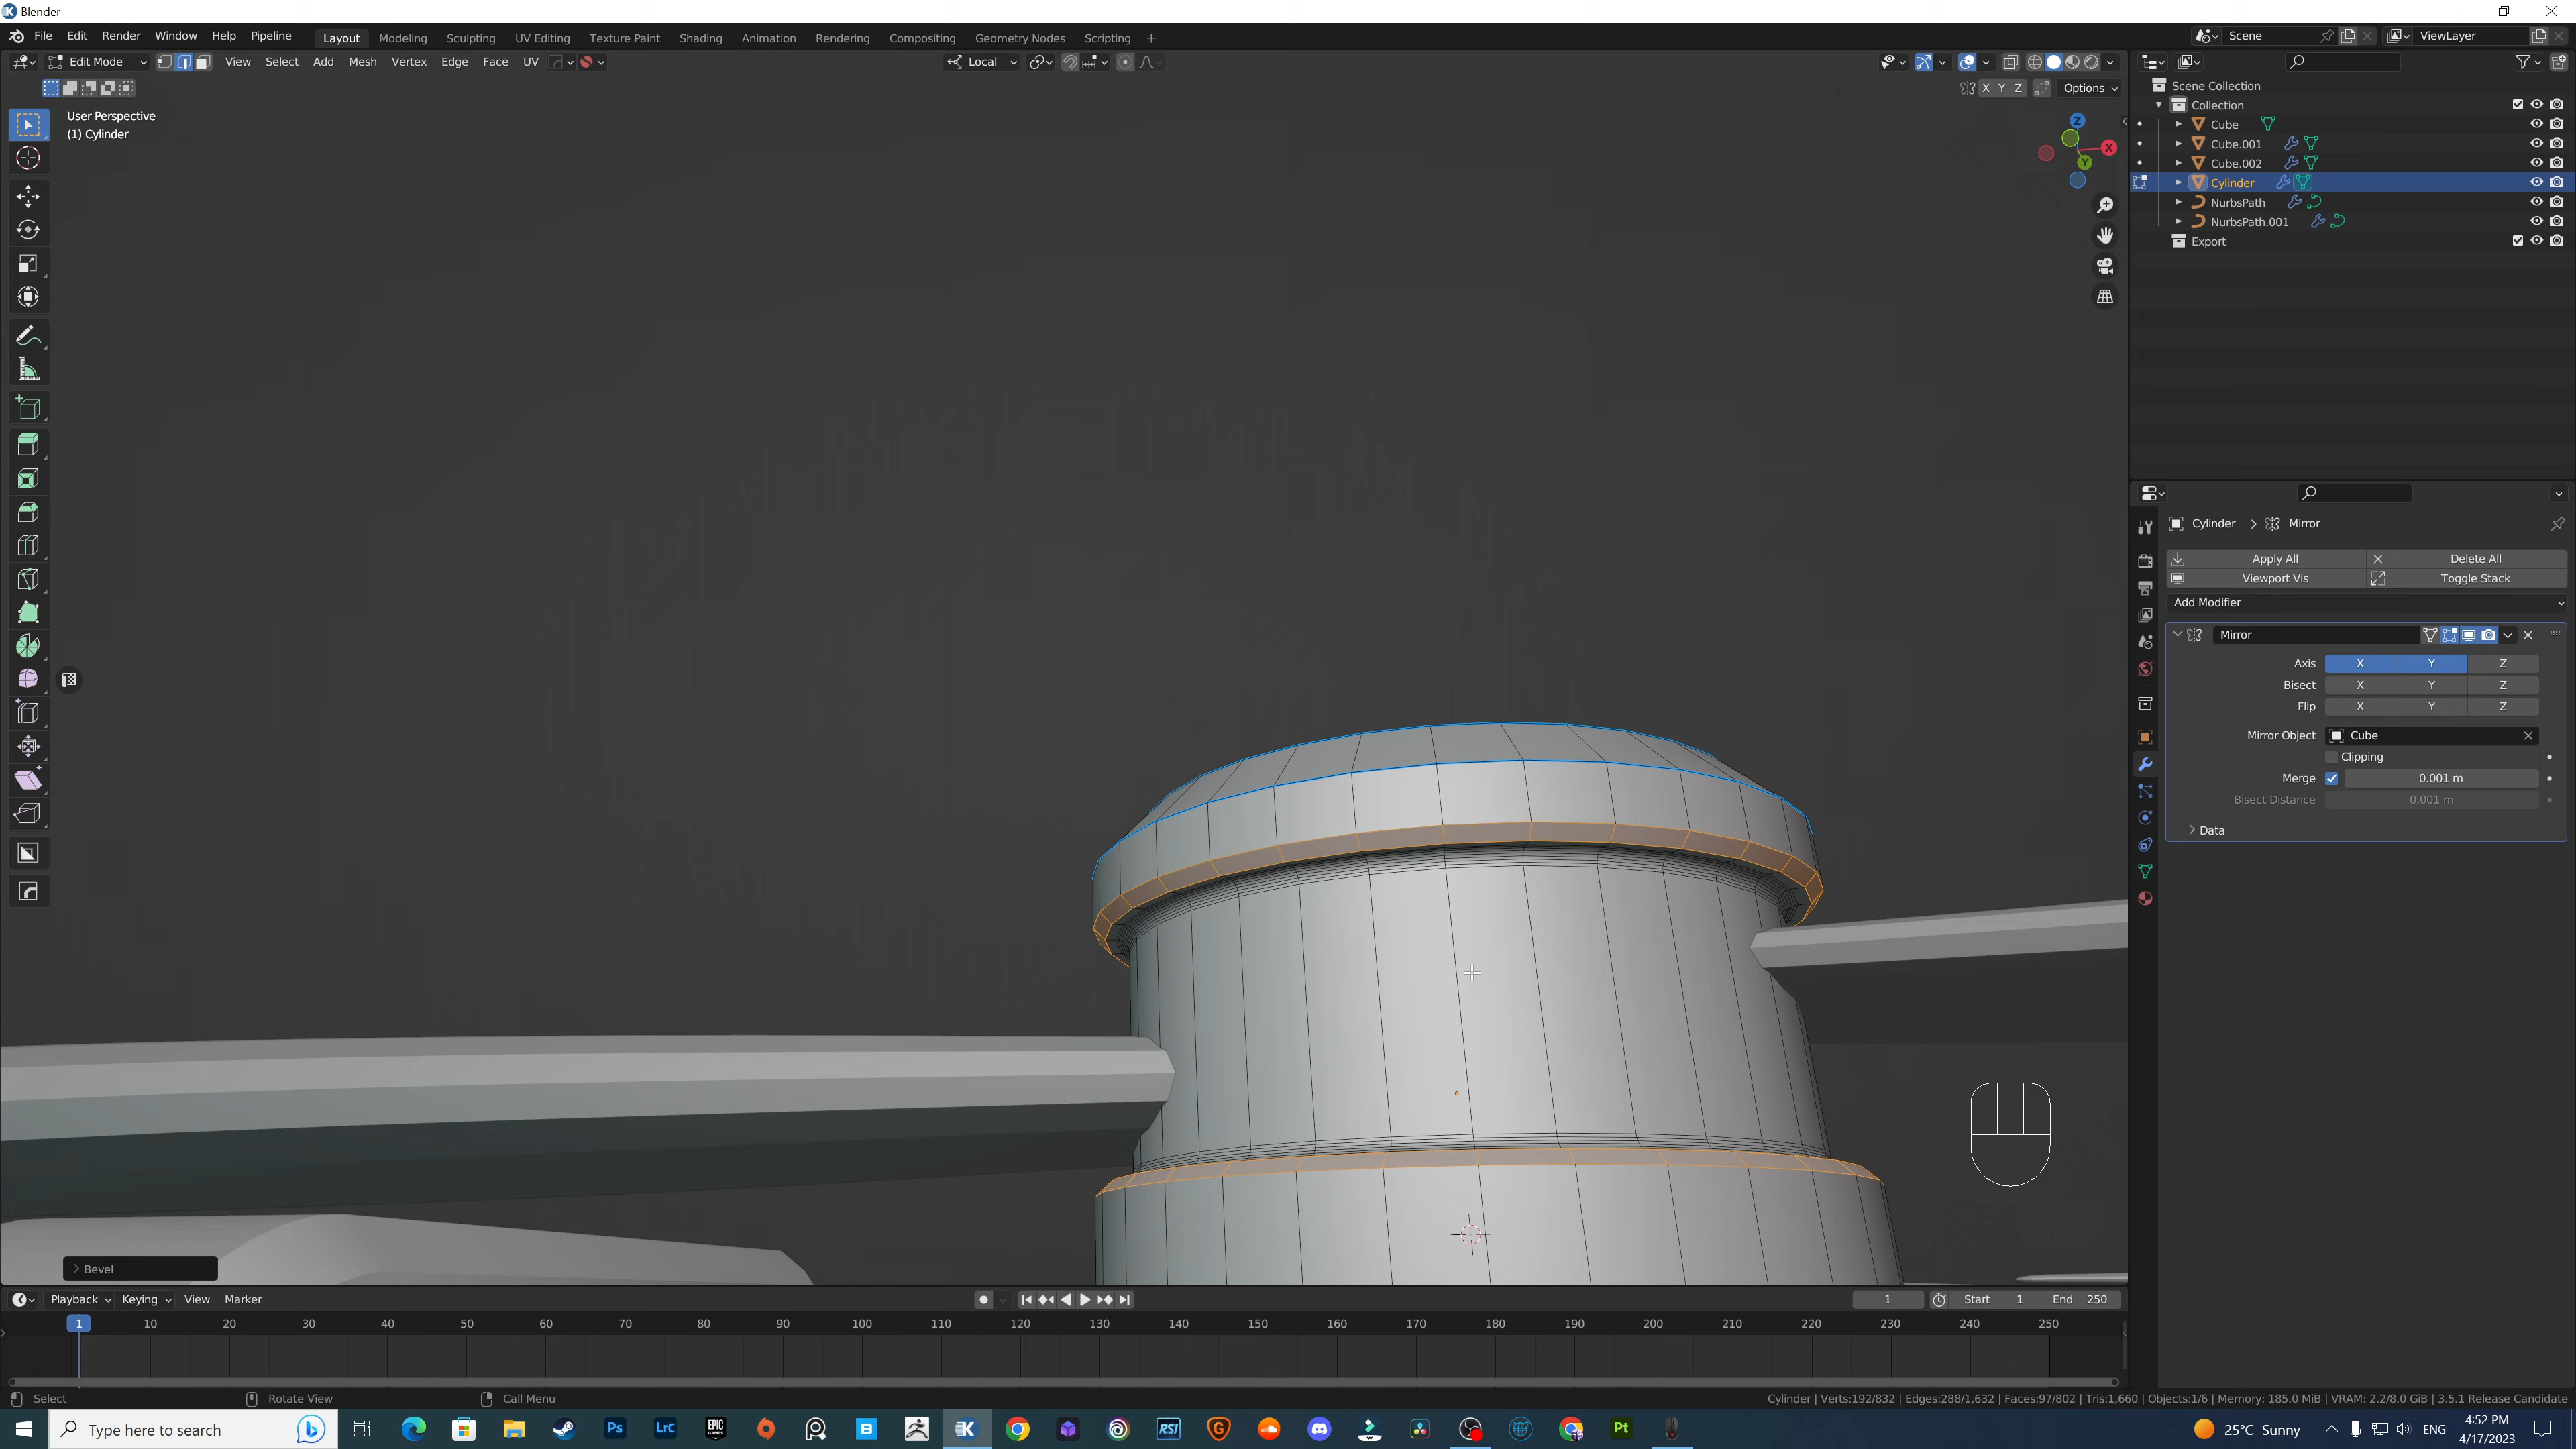 Blender
File Edit Render Window Help Pipeline
Layout Modeling Sculpting UV Editing Texture Paint Shading Animation Rendering Compositing Geometry Nodes Scripting +
Scene
ViewLayer
Edit Mode View Select Add Mesh Vertex Edge Face UV
Local
X Y Z Options
User Perspective
(1) Cylinder
Z
X
Y
Scene Collection
Collection
Cube
Cube.001
Cube.002
Cylinder
NurbsPath
NurbsPath.001
Export
Cylinder > Mirror
Apply All
Delete All
Viewport Vis
Toggle Stack
Add Modifier
Mirror
Axis X Y Z
Bisect X Y Z
Flip X Y Z
Mirror Object Cube
Clipping
Merge 0.001 m
Bisect Distance 0.001 m
> Data
> Bevel
Playback Keying View Marker
1
Start 1
End 250
1 10 20 30 40 50 60 70 80 90 100 110 120 130 140 150 160 170 180 190 200 210 220 230 240 250
Select Rotate View Call Menu
Cylinder | Verts:192/832 | Edges:288/1,632 | Faces:97/802 | Tris:1,660 | Objects:1/6 | Memory: 185.0 MiB | VRAM: 2.2/8.0 GiB | 3.5.1 Release Candidate
Type here to search
Ps
LrC
EPIC GAMES
B
K
RSI
G
Pt
25°C Sunny
ENG
4:52 PM
4/17/2023